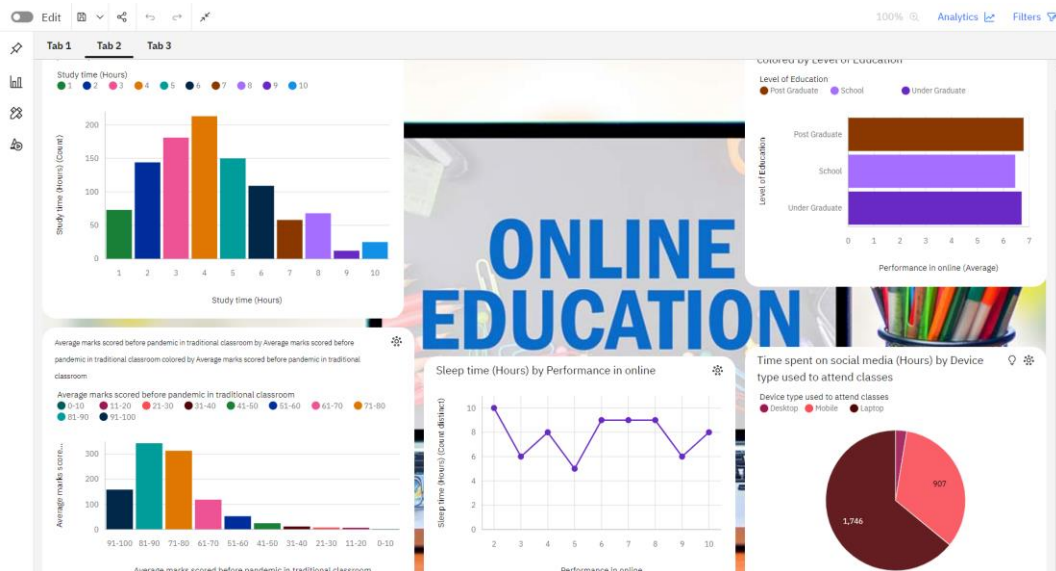 Edit
100%
Analytics
Filters
Tab 1 Tab 2 Tab 3
Study time (Hours)
1 2 3 4 5 6 7 8 9 10
Study time (Hours) (Count)
200
150
100
50
0
1 2 3 4 5 6 7 8 9 10
Study time (Hours)
colored by Level of Education
Level of Education
Post Graduate School Under Graduate
Level of Education
Post Graduate
School
Under Graduate
0 1 2 3 4 5 6 7
Performance in online (Average)
ONLINE
EDUCATION
Average marks scored before pandemic in traditional classroom by Average marks scored before
pandemic in traditional classroom colored by Average marks scored before pandemic in traditional
classroom
Average marks scored before pandemic in traditional classroom
0-10 11-20 21-30 31-40 41-50 51-60 61-70 71-80
81-90 91-100
Average marks score...
300
200
100
0
91-100 81-90 71-80 61-70 51-60 41-50 31-40 21-30 11-20 0-10
Average marks scored before pandemic in traditional classroom
Sleep time (Hours) by Performance in online
Sleep time (Hours) (Count distinct)
10
8
6
4
2
0
2 3 4 5 6 7 8 9 10
Performance in online
Time spent on social media (Hours) by Device
type used to attend classes
Device type used to attend classes
Desktop Mobile Laptop
907
1,746